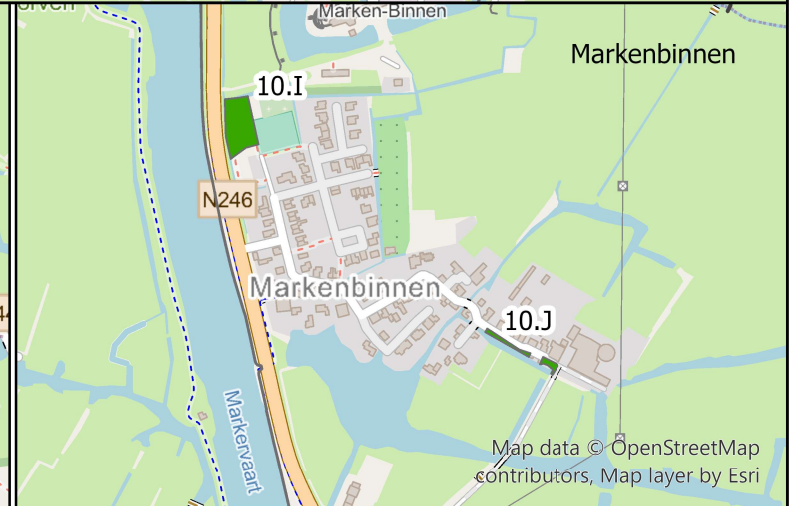 Marken-Binnen
Markenbinnen
10.I
N246
Markenbinnen
10.J
Markervaart
Map data © OpenStreetMap
contributors, Map layer by Esri